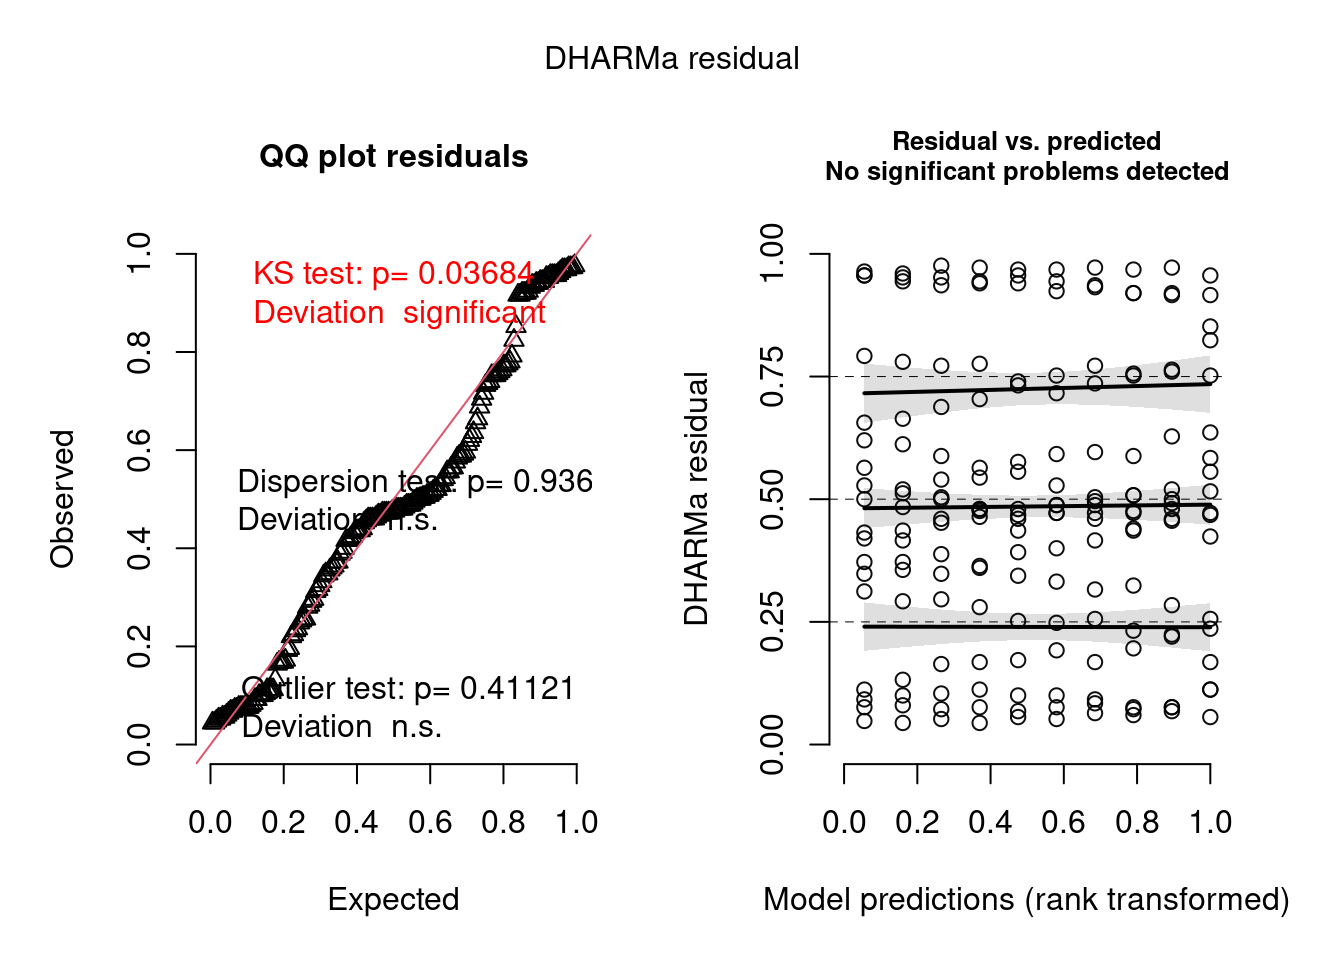 DHARMa residual
QQ plot residuals
KS test: p= 0.03684
Deviation  significant
Dispersion test: p= 0.936
Deviation  n.s.
Outlier test: p= 0.41121
Deviation  n.s.
Observed
0.0 0.2 0.4 0.6 0.8 1.0
0.0 0.2 0.4 0.6 0.8 1.0
Expected
Residual vs. predicted
No significant problems detected
DHARMa residual
0.00 0.25 0.50 0.75 1.00
0.0 0.2 0.4 0.6 0.8 1.0
Model predictions (rank transformed)